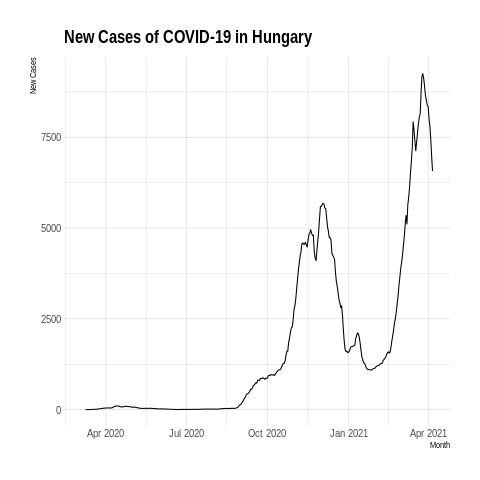 New Cases of COVID-19 in Hungary
New Cases
7500
5000
2500
0
Apr 2020
Jul 2020
Oct 2020
Jan 2021
Apr 2021
Month